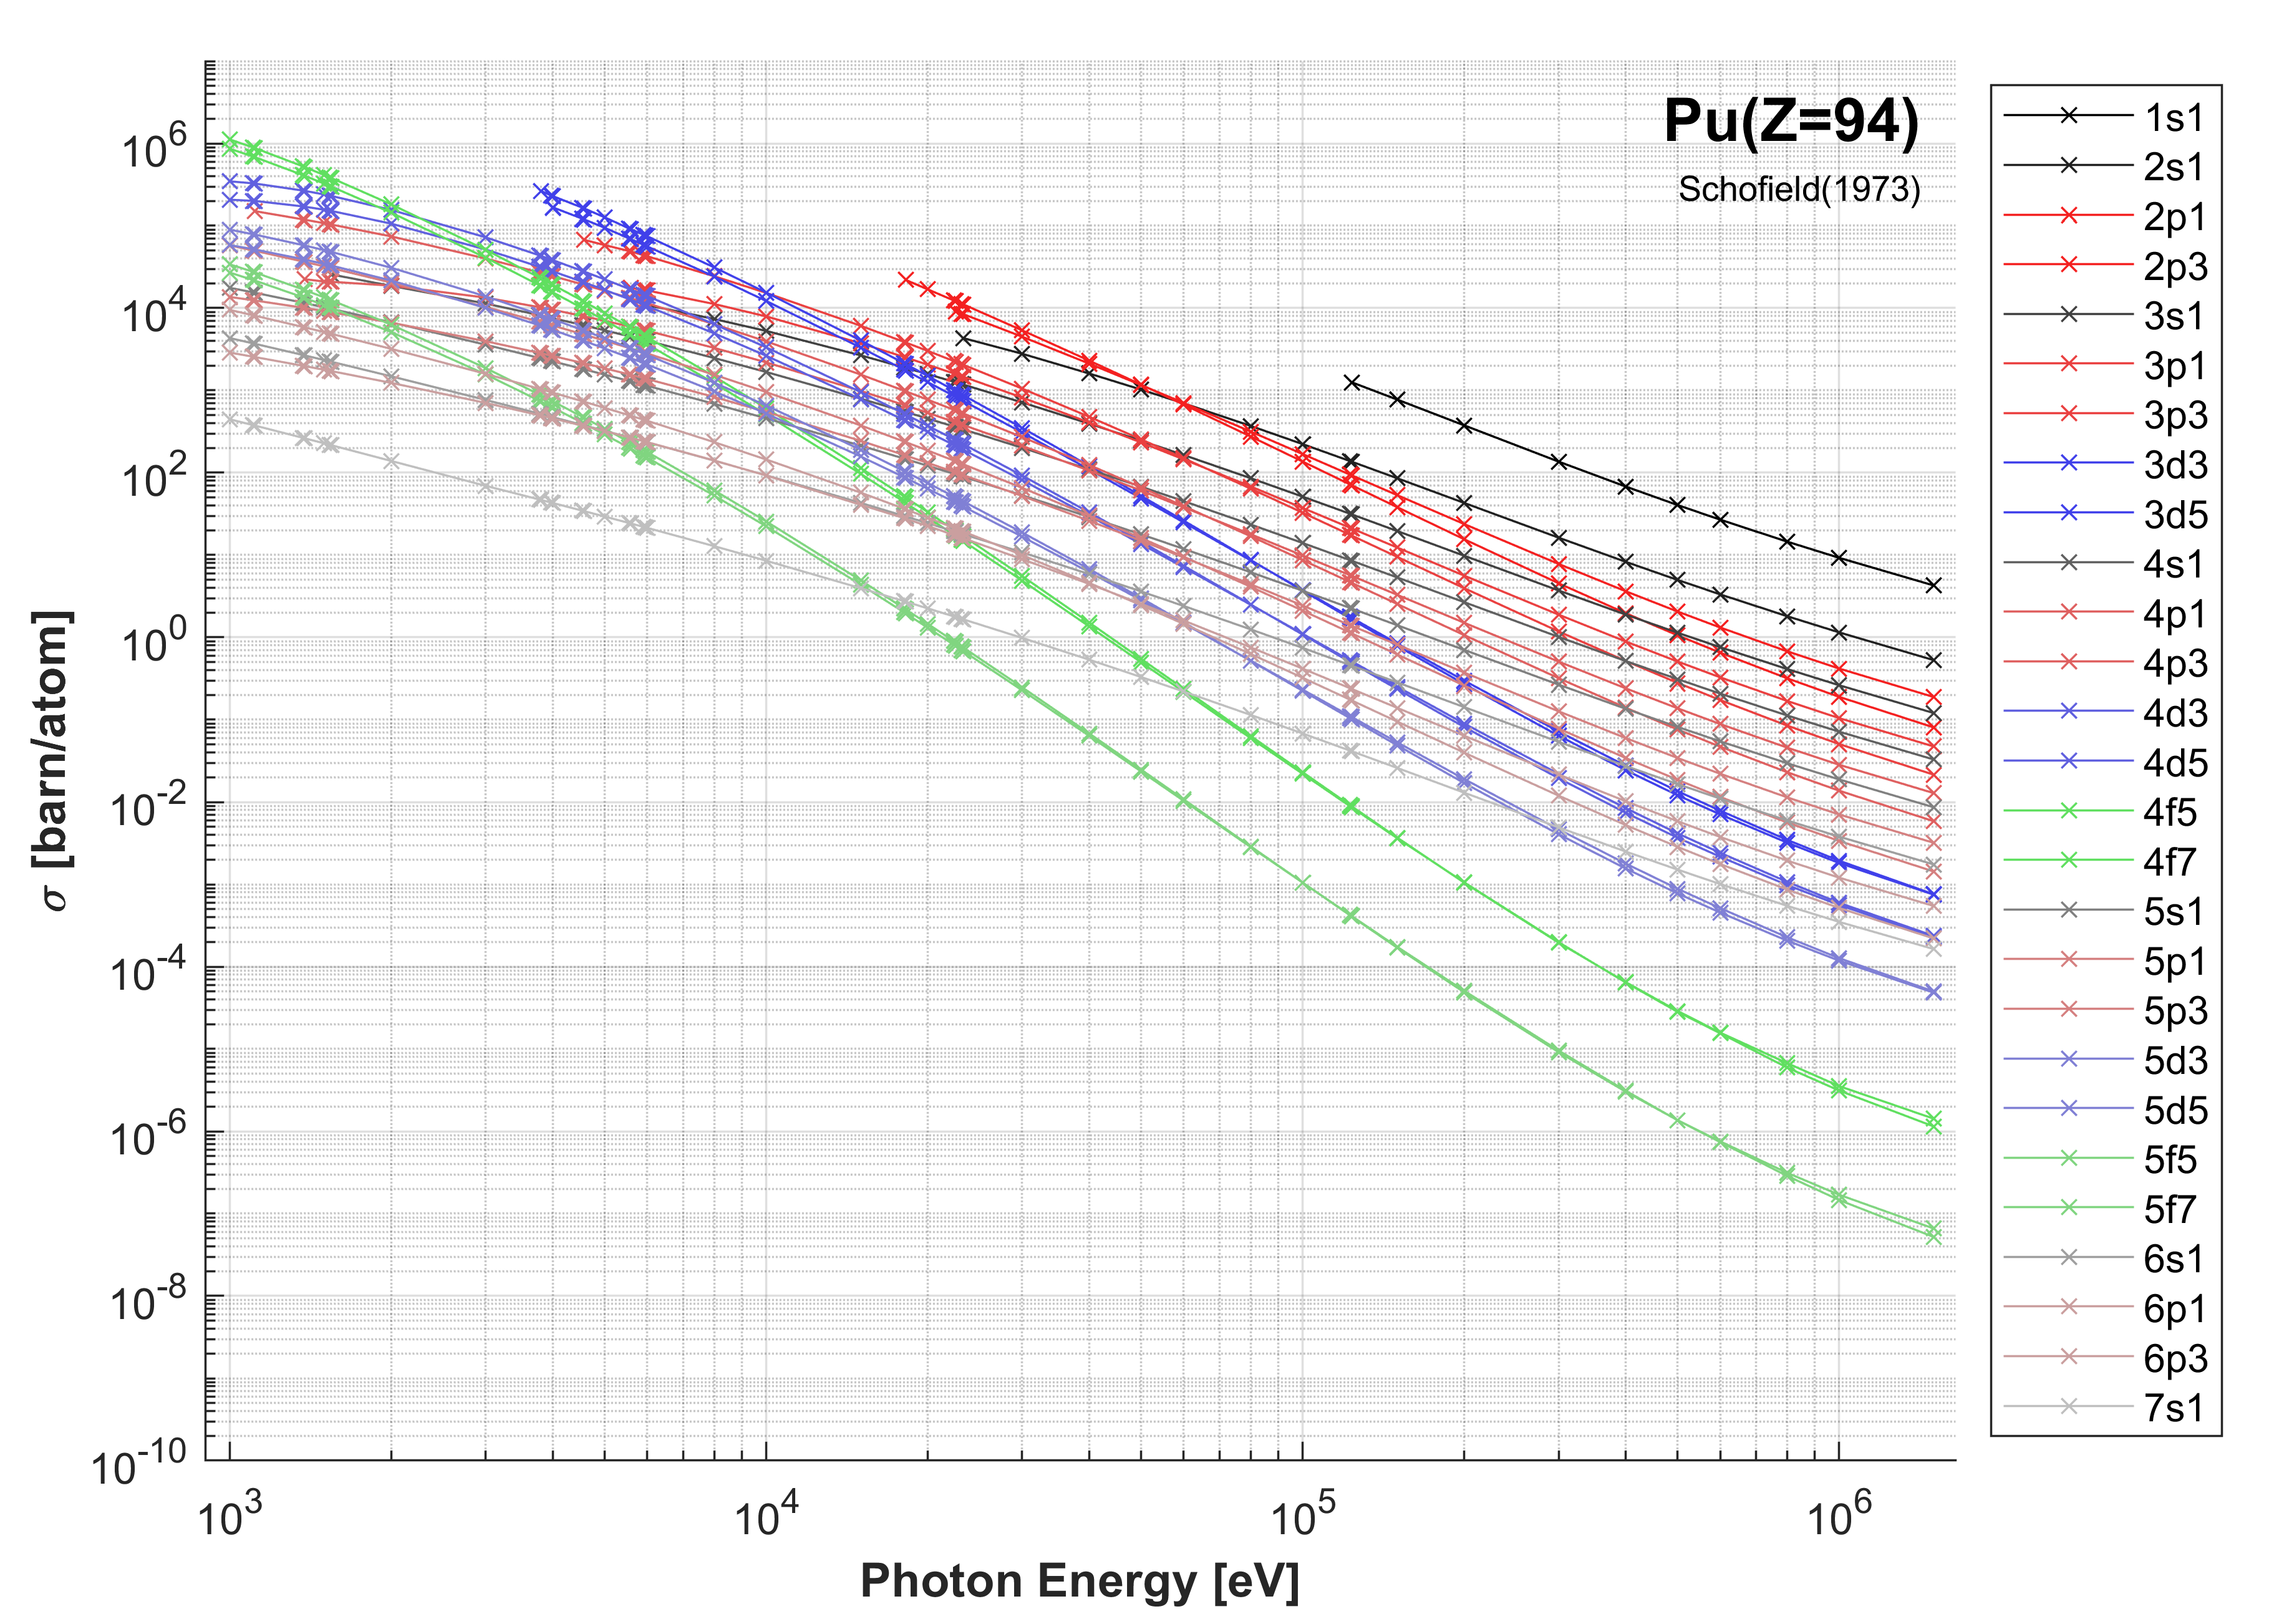 Pu(Z=94)
Schofield(1973)
σ [barn/atom]
10^6
10^4
10^2
10^0
10^-2
10^-4
10^-6
10^-8
10^-10
10^3
10^4
10^5
10^6
Photon Energy [eV]
1s1
2s1
2p1
2p3
3s1
3p1
3p3
3d3
3d5
4s1
4p1
4p3
4d3
4d5
4f5
4f7
5s1
5p1
5p3
5d3
5d5
5f5
5f7
6s1
6p1
6p3
7s1